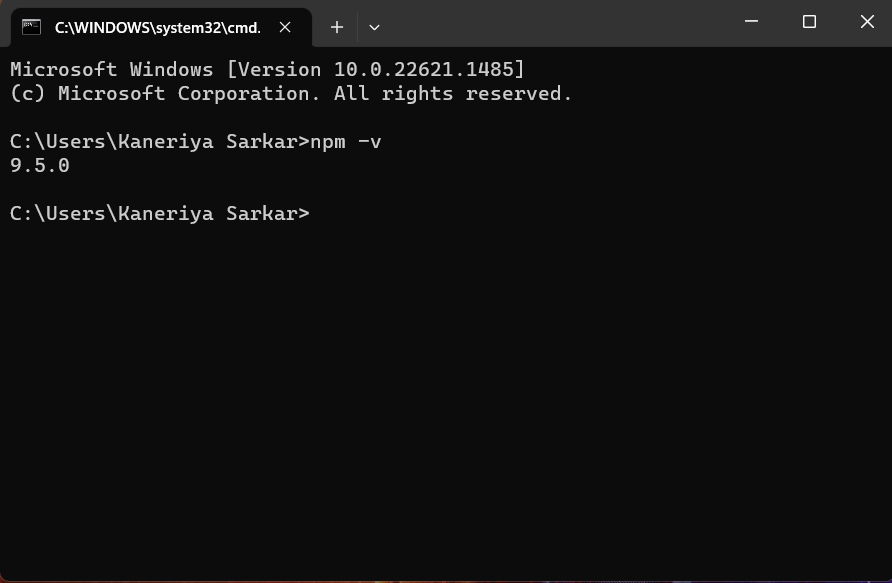 C:\WINDOWS\system32\cmd.
Microsoft Windows [Version 10.0.22621.1485]
(c) Microsoft Corporation. All rights reserved.
C:\Users\Kaneriya Sarkar>npm -v
9.5.0
C:\Users\Kaneriya Sarkar>